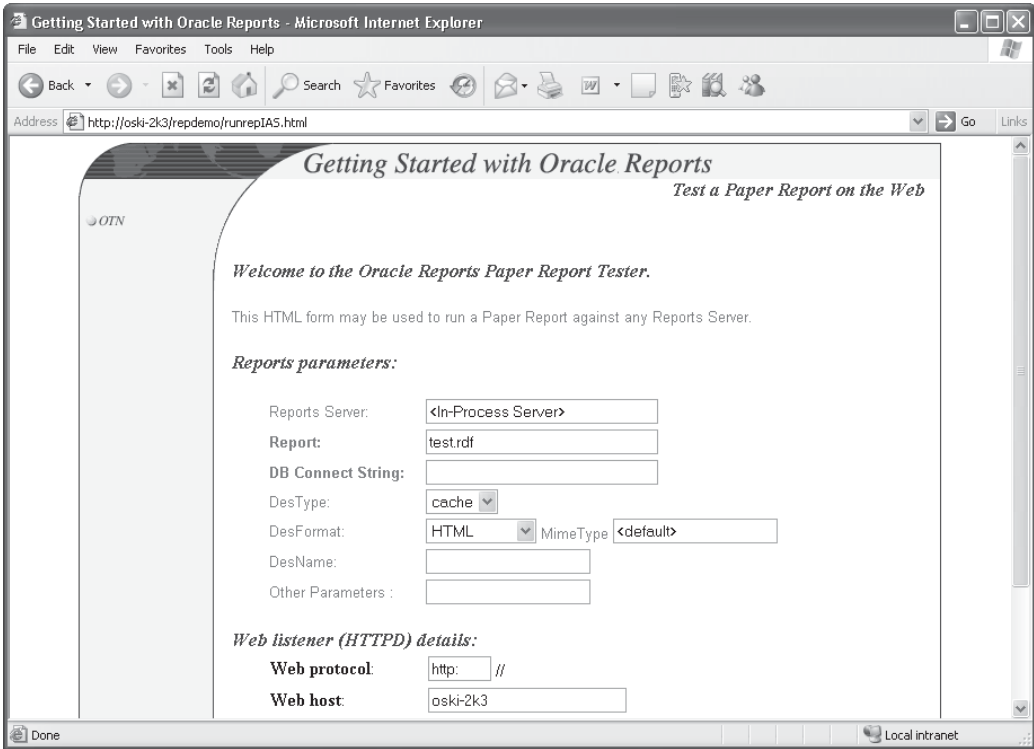 Getting Started with Oracle Reports - Microsoft Internet Explorer
File Edit View Favorites Tools Help
Back Search Favorites
Address http://oski-2k3/repdemo/runrepIAS.html Go Links
Getting Started with Oracle Reports
Test a Paper Report on the Web
OTN
Welcome to the Oracle Reports Paper Report Tester.
This HTML form may be used to run a Paper Report against any Reports Server.
Reports parameters:
Reports Server: <In-Process Server>
Report: test.rdf
DB Connect String:
DesType: cache
DesFormat: HTML MimeType <default>
DesName:
Other Parameters :
Web listener (HTTPD) details:
Web protocol: http: //
Web host: oski-2k3
Done Local intranet